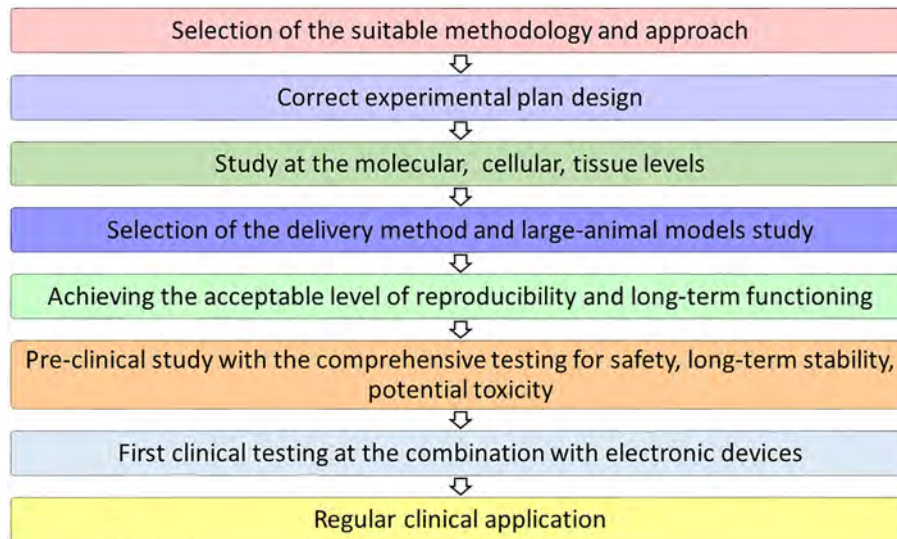 Selection of the suitable methodology and approach
Correct experimental plan design
Study at the molecular, cellular, tissue levels
Selection of the delivery method and large-animal models study
Achieving the acceptable level of reproducibility and long-term functioning
Pre-clinical study with the comprehensive testing for safety, long-term stability,
potential toxicity
First clinical testing at the combination with electronic devices
Regular clinical application